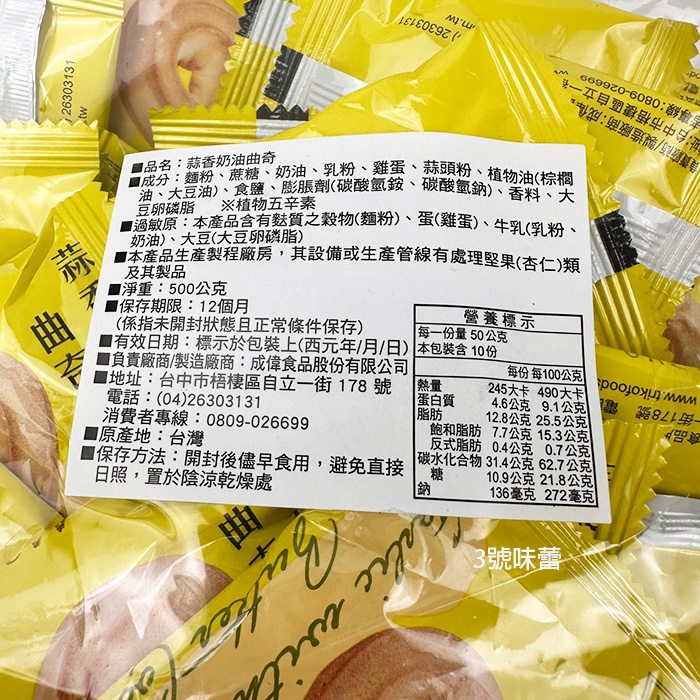 26303131
) 26303131
m.tw
0809-026699
■品名：蒜香奶油曲奇
■成分：麵粉、蔗糖、奶油、乳粉、雞蛋、蒜頭粉、植物油(棕櫚
油、大豆油)、食鹽、膨脹劑(碳酸氫銨、碳酸氫鈉)、香料、大
豆卵磷脂　※植物五辛素
■過敏原：本產品含有麩質之穀物(麵粉)、蛋(雞蛋)、牛乳(乳粉、
奶油)、大豆(大豆卵磷脂)
■本產品生產製程廠房，其設備或生產管線有處理堅果(杏仁)類
及其製品
■淨重：500公克
■保存期限：12個月
(係指未開封狀態且正常條件保存)
■有效日期：標示於包裝上(西元年/月/日)
■負責廠商/製造廠商：成偉食品股份有限公司
■地址：台中市梧棲區自立一街 178 號
電話：(04)26303131
消費者專線：0809-026699
■原產地：台灣
■保存方法：開封後儘早食用，避免直接
日照，置於陰涼乾燥處
營養標示
每一份量 50公克
本包裝含 10份
每份 每100公克
熱量 245大卡 490大卡
蛋白質 4.6公克 9.1公克
脂肪 12.8公克 25.5公克
飽和脂肪 7.7公克 15.3公克
反式脂肪 0.4公克 0.7公克
碳水化合物 31.4公克 62.7公克
糖 10.9公克 21.8公克
鈉 136毫克 272毫克
蒜
曲奇
www.trikofoods
一街178號
3號味蕾
with
Butter